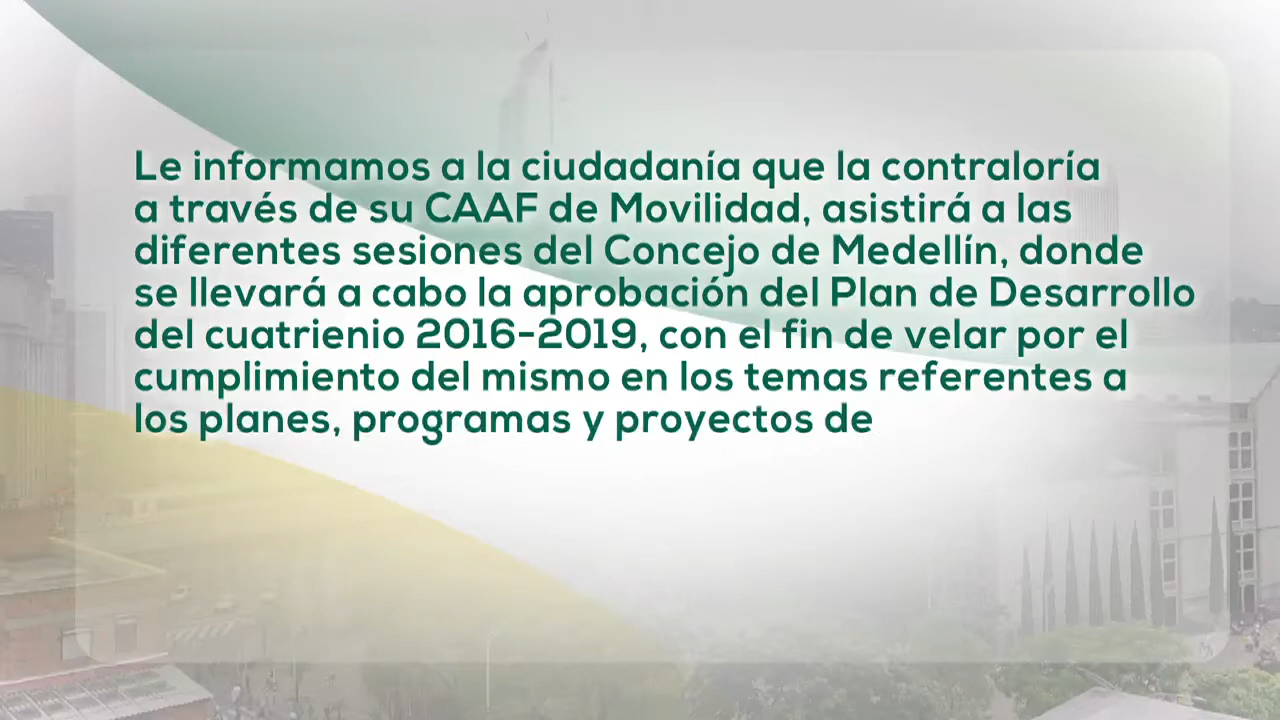 Le informamos a la ciudadanía que la contraloría
a través de su CAAF de Movilidad, asistirá a las
diferentes sesiones del Concejo de Medellín, donde
se llevará a cabo la aprobación del Plan de Desarrollo
del cuatrienio 2016-2019, con el fin de velar por el
cumplimiento del mismo en los temas referentes a
los planes, programas y proyectos de